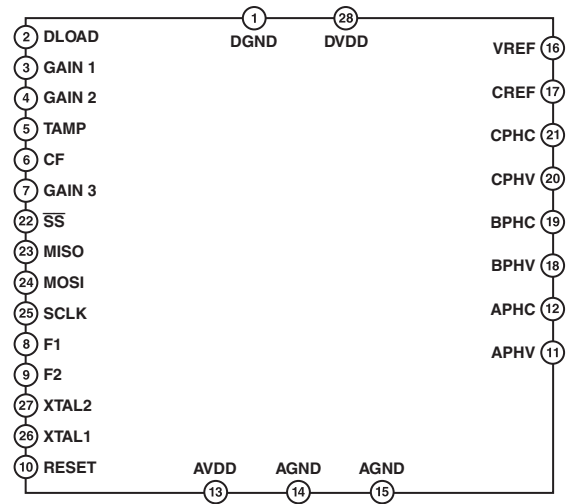 1 28
DGND DVDD
2 DLOAD
3 GAIN 1
4 GAIN 2
5 TAMP
6 CF
7 GAIN 3
22 S̅S̅
23 MISO
24 MOSI
25 SCLK
8 F1
9 F2
27 XTAL2
26 XTAL1
10 RESET
VREF 16
CREF 17
CPHC 21
CPHV 20
BPHC 19
BPHV 18
APHC 12
APHV 11
AVDD AGND AGND
13 14 15